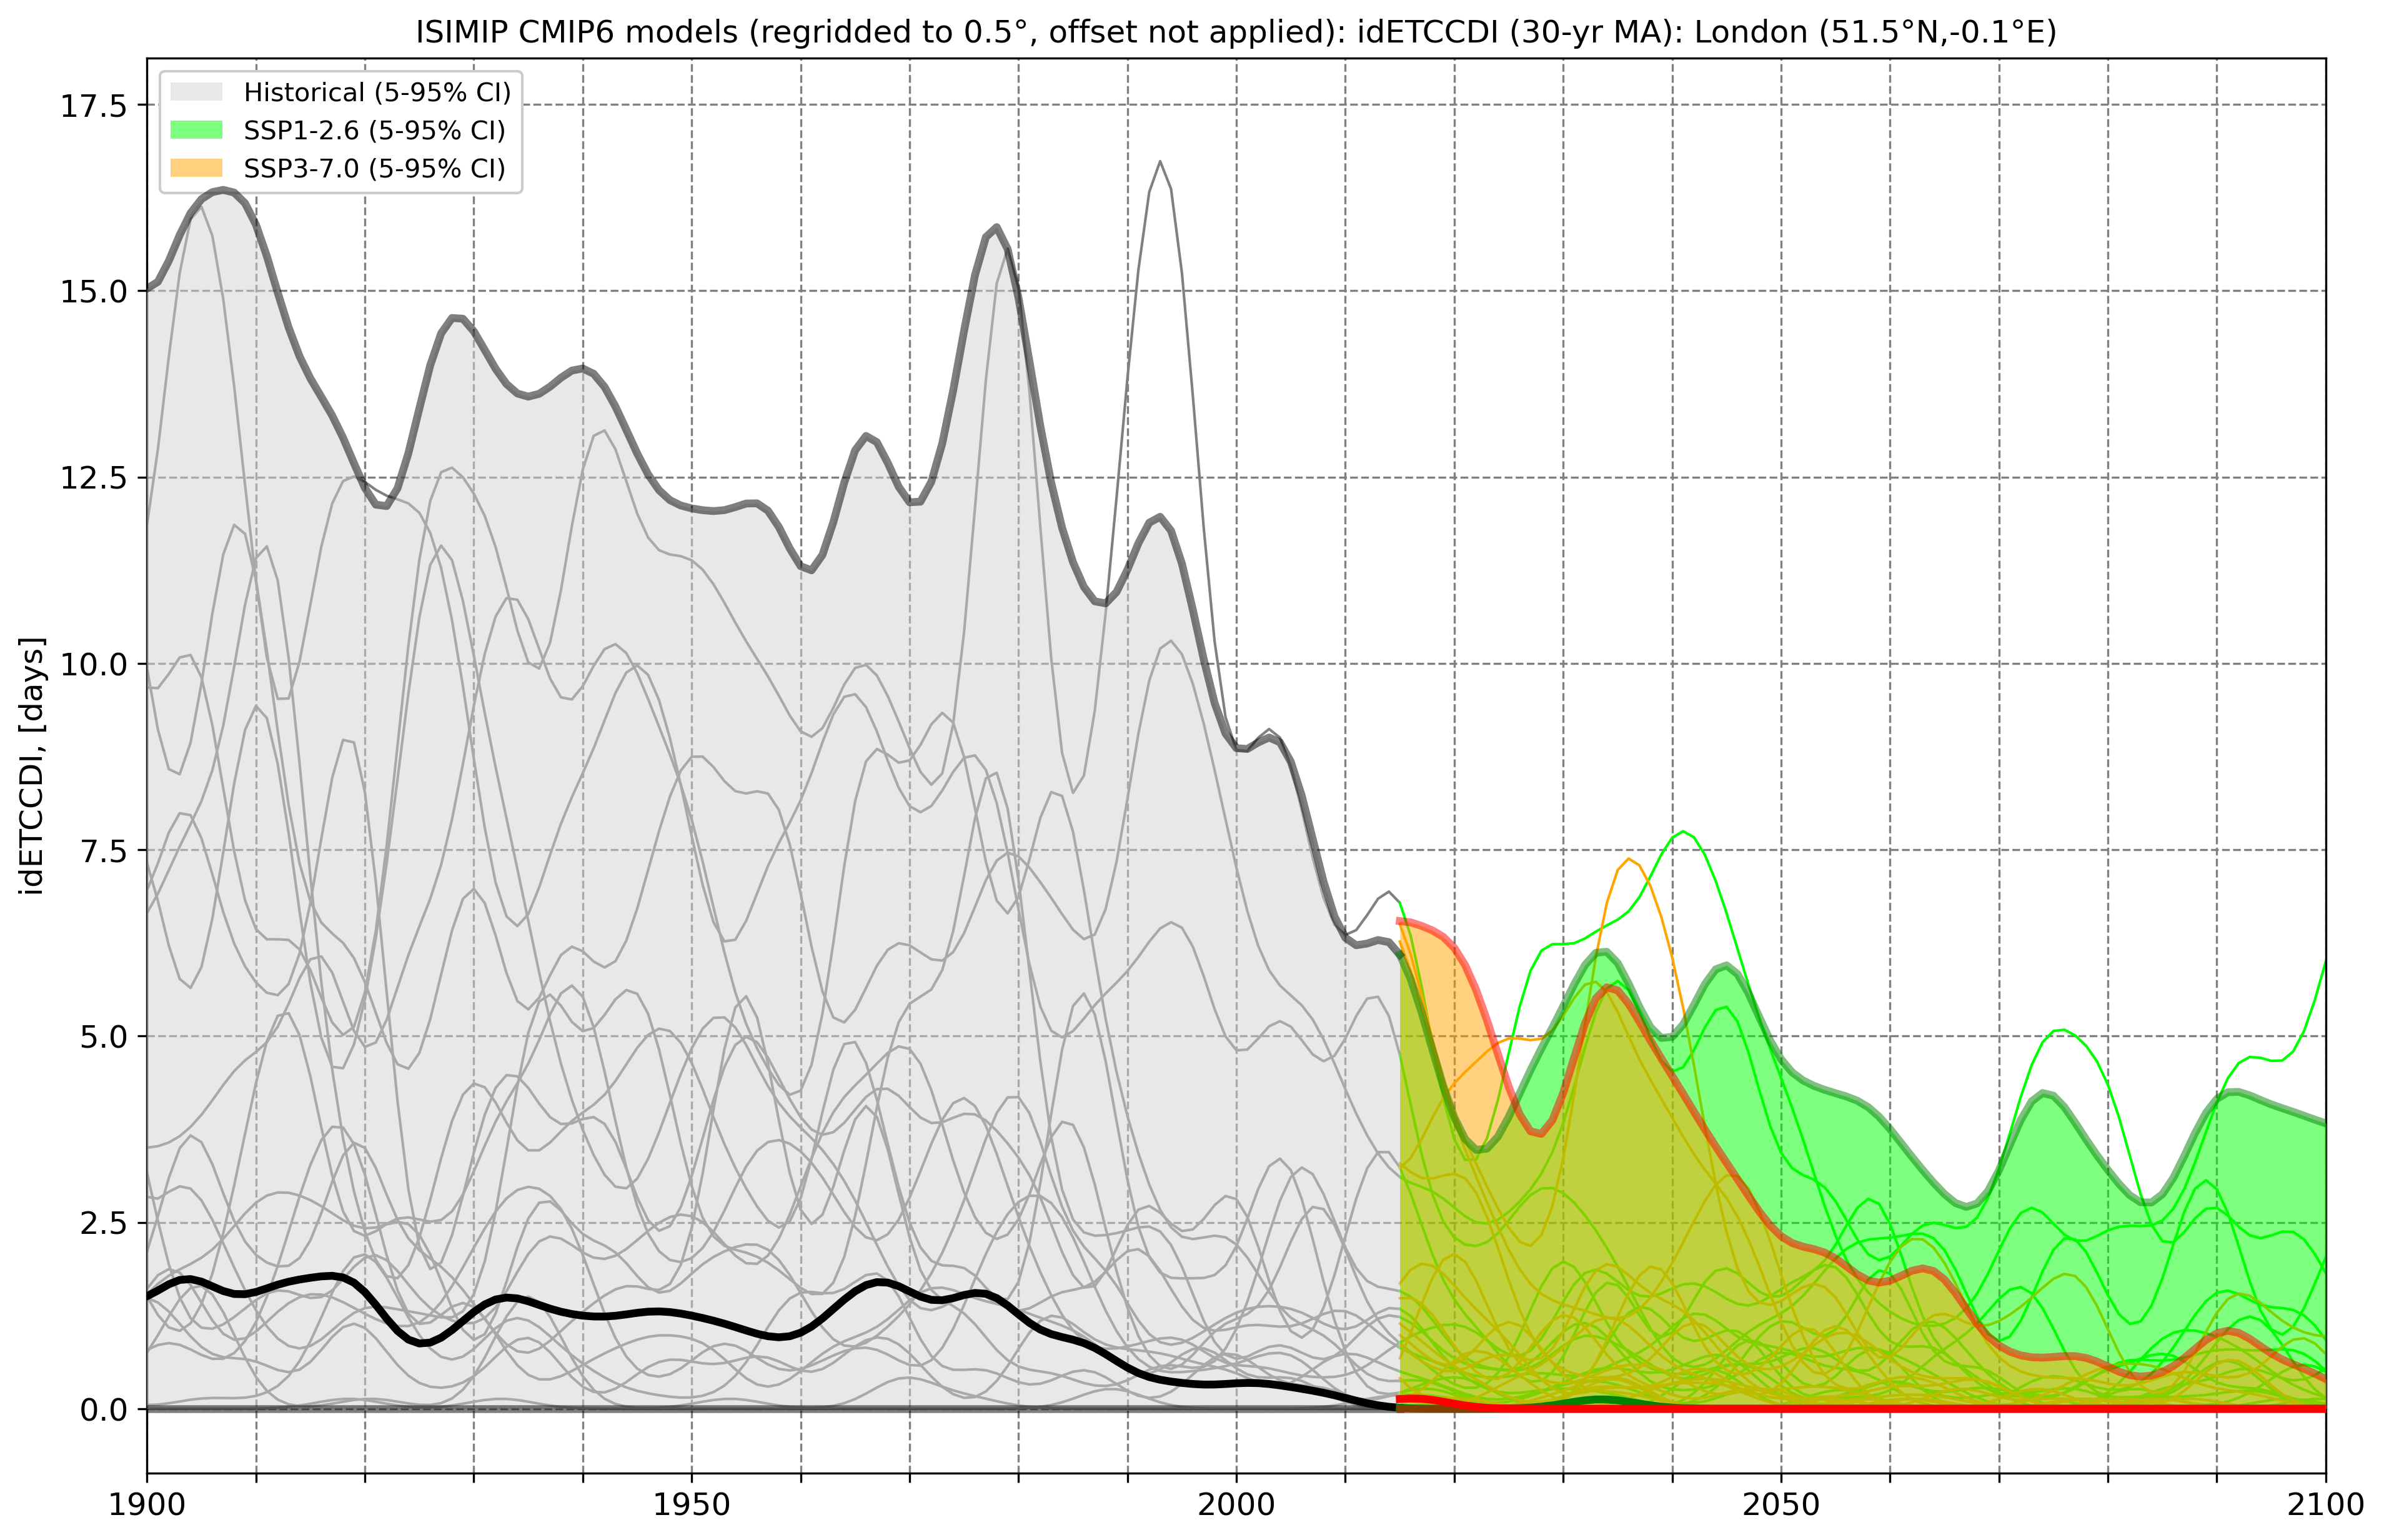 ISIMIP CMIP6 models (regridded to 0.5°, offset not applied): idETCCDI (30-yr MA): London (51.5°N,-0.1°E)
Historical (5-95% CI)
SSP1-2.6 (5-95% CI)
SSP3-7.0 (5-95% CI)
idETCCDI, [days]
17.5
15.0
12.5
10.0
7.5
5.0
2.5
0.0
1900 1950 2000 2050 2100